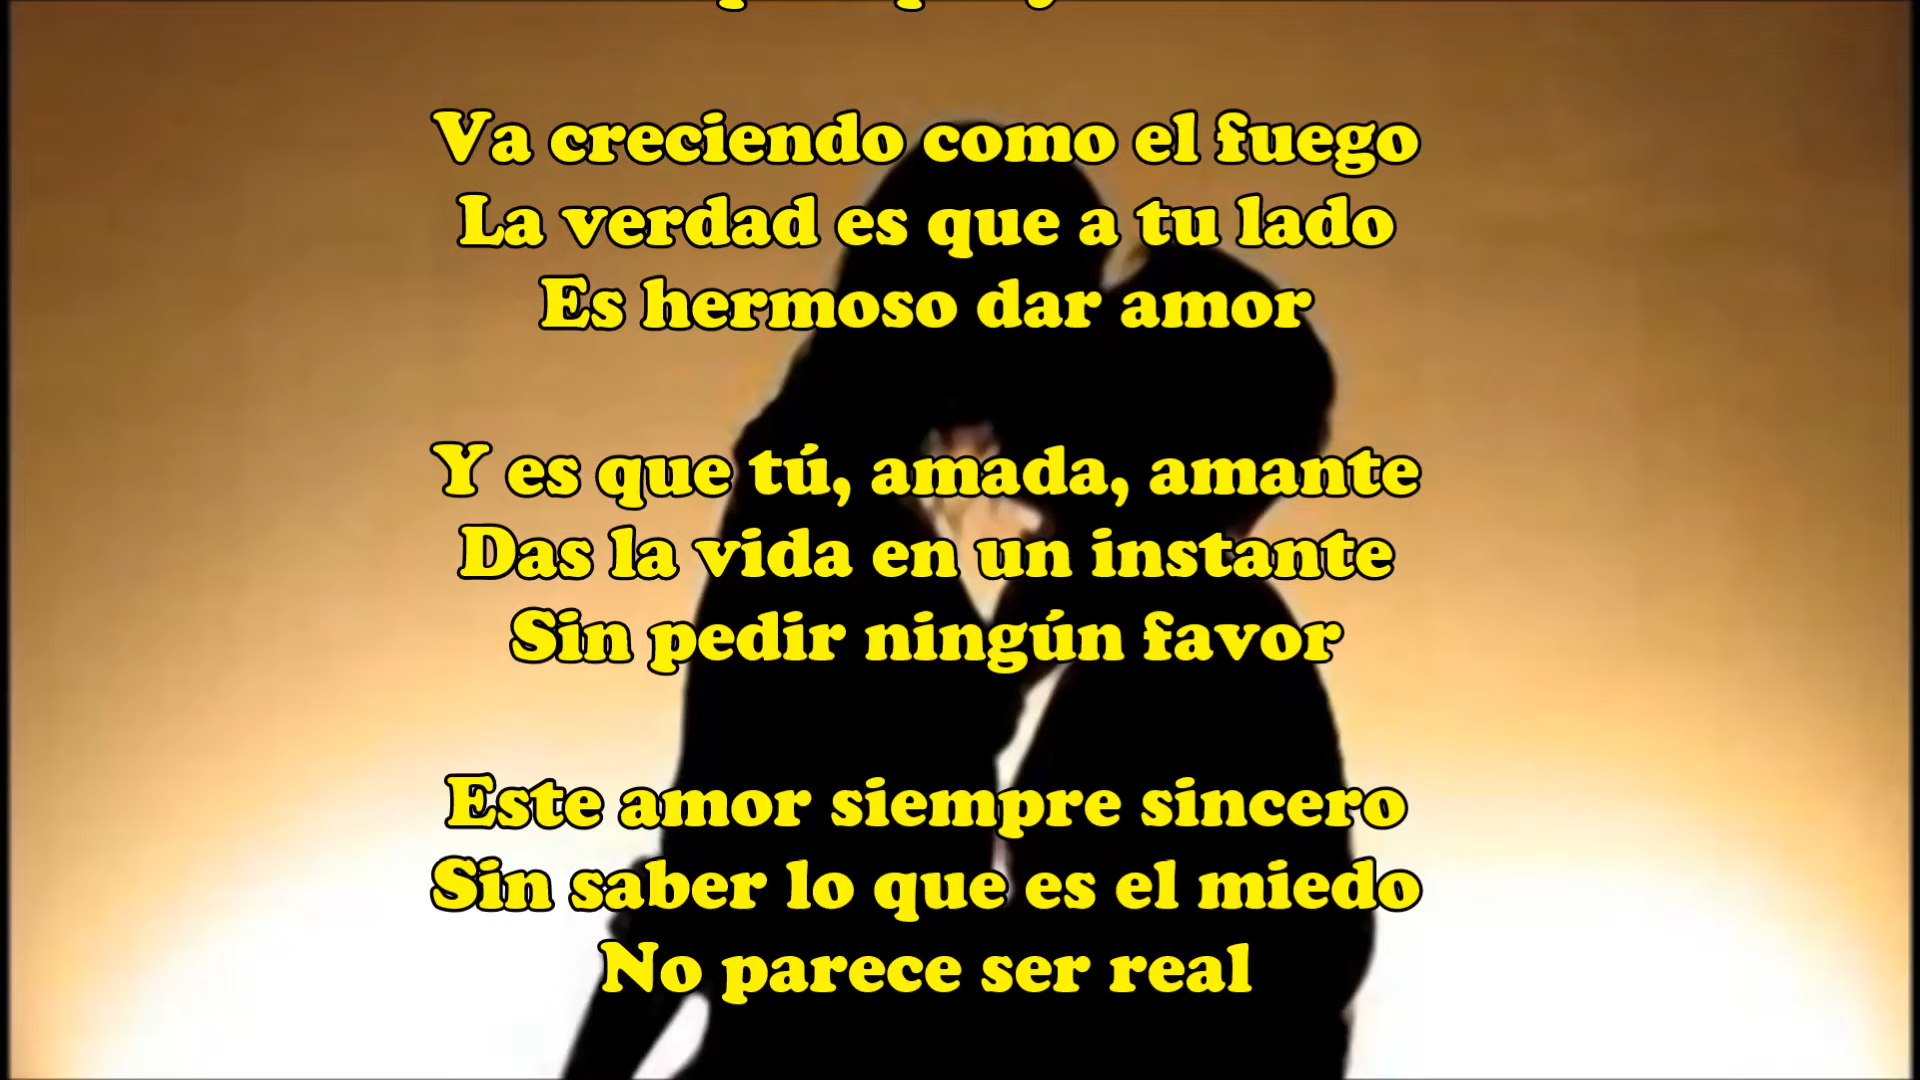 Va creciendo como el fuego
La verdad es que a tu lado
Es hermoso dar amor
Y es que tú, amada, amante
Das la vida en un instante
Sin pedir ningún favor
Este amor siempre sincero
Sin saber lo que es el miedo
No parece ser real